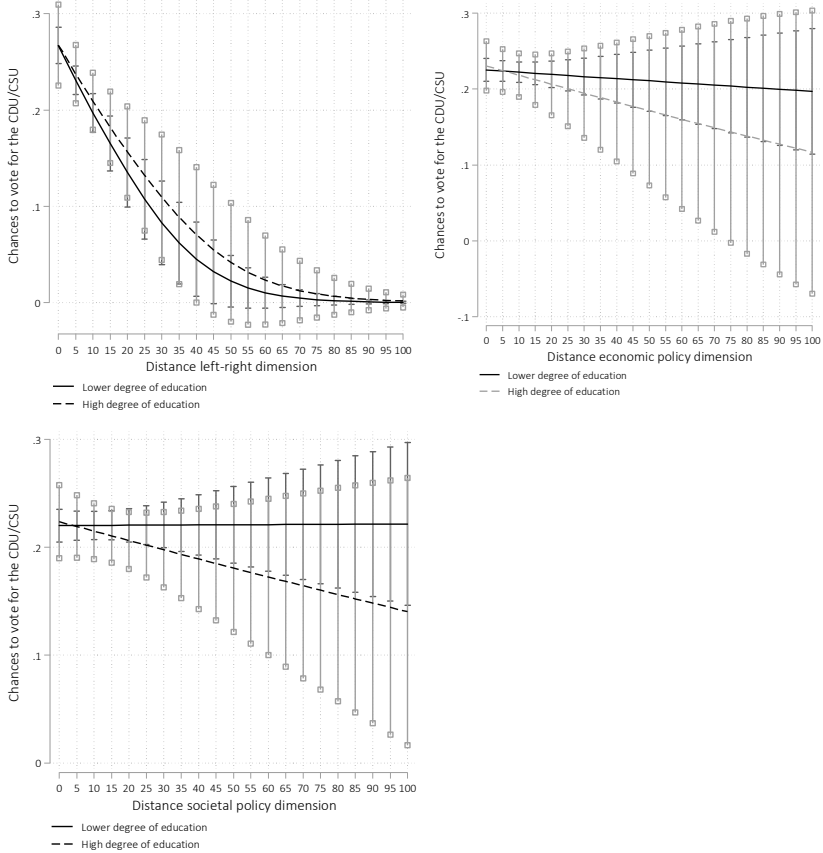 .3
.2
.1
0
Chances to vote for the CDU/CSU
0 5 10 15 20 25 30 35 40 45 50 55 60 65 70 75 80 85 90 95 100
Distance left-right dimension
Lower degree of education
High degree of education
.3
.2
.1
0
-.1
Chances to vote for the CDU/CSU
0 5 10 15 20 25 30 35 40 45 50 55 60 65 70 75 80 85 90 95 100
Distance economic policy dimension
Lower degree of education
High degree of education
.3
.2
.1
0
Chances to vote for the CDU/CSU
0 5 10 15 20 25 30 35 40 45 50 55 60 65 70 75 80 85 90 95 100
Distance societal policy dimension
Lower degree of education
High degree of education